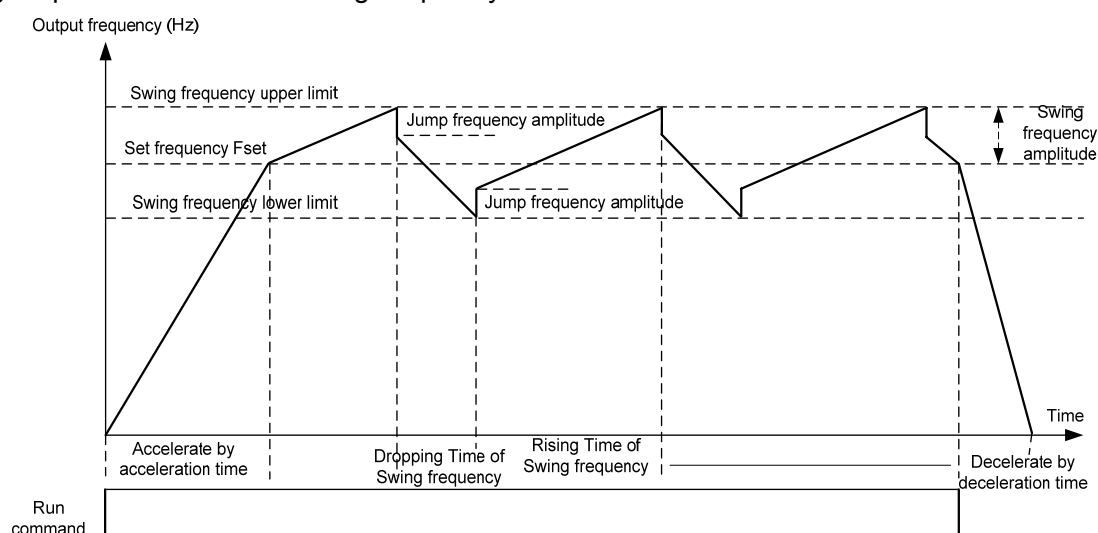 Output frequency (Hz)
Swing frequency upper limit
Jump frequency amplitude
Swing
frequency
amplitude
Set frequency Fset
Swing frequency lower limit
Jump frequency amplitude
Time
Accelerate by
acceleration time
Dropping Time of
Swing frequency
Rising Time of
Swing frequency
Decelerate by
deceleration time
Run
command